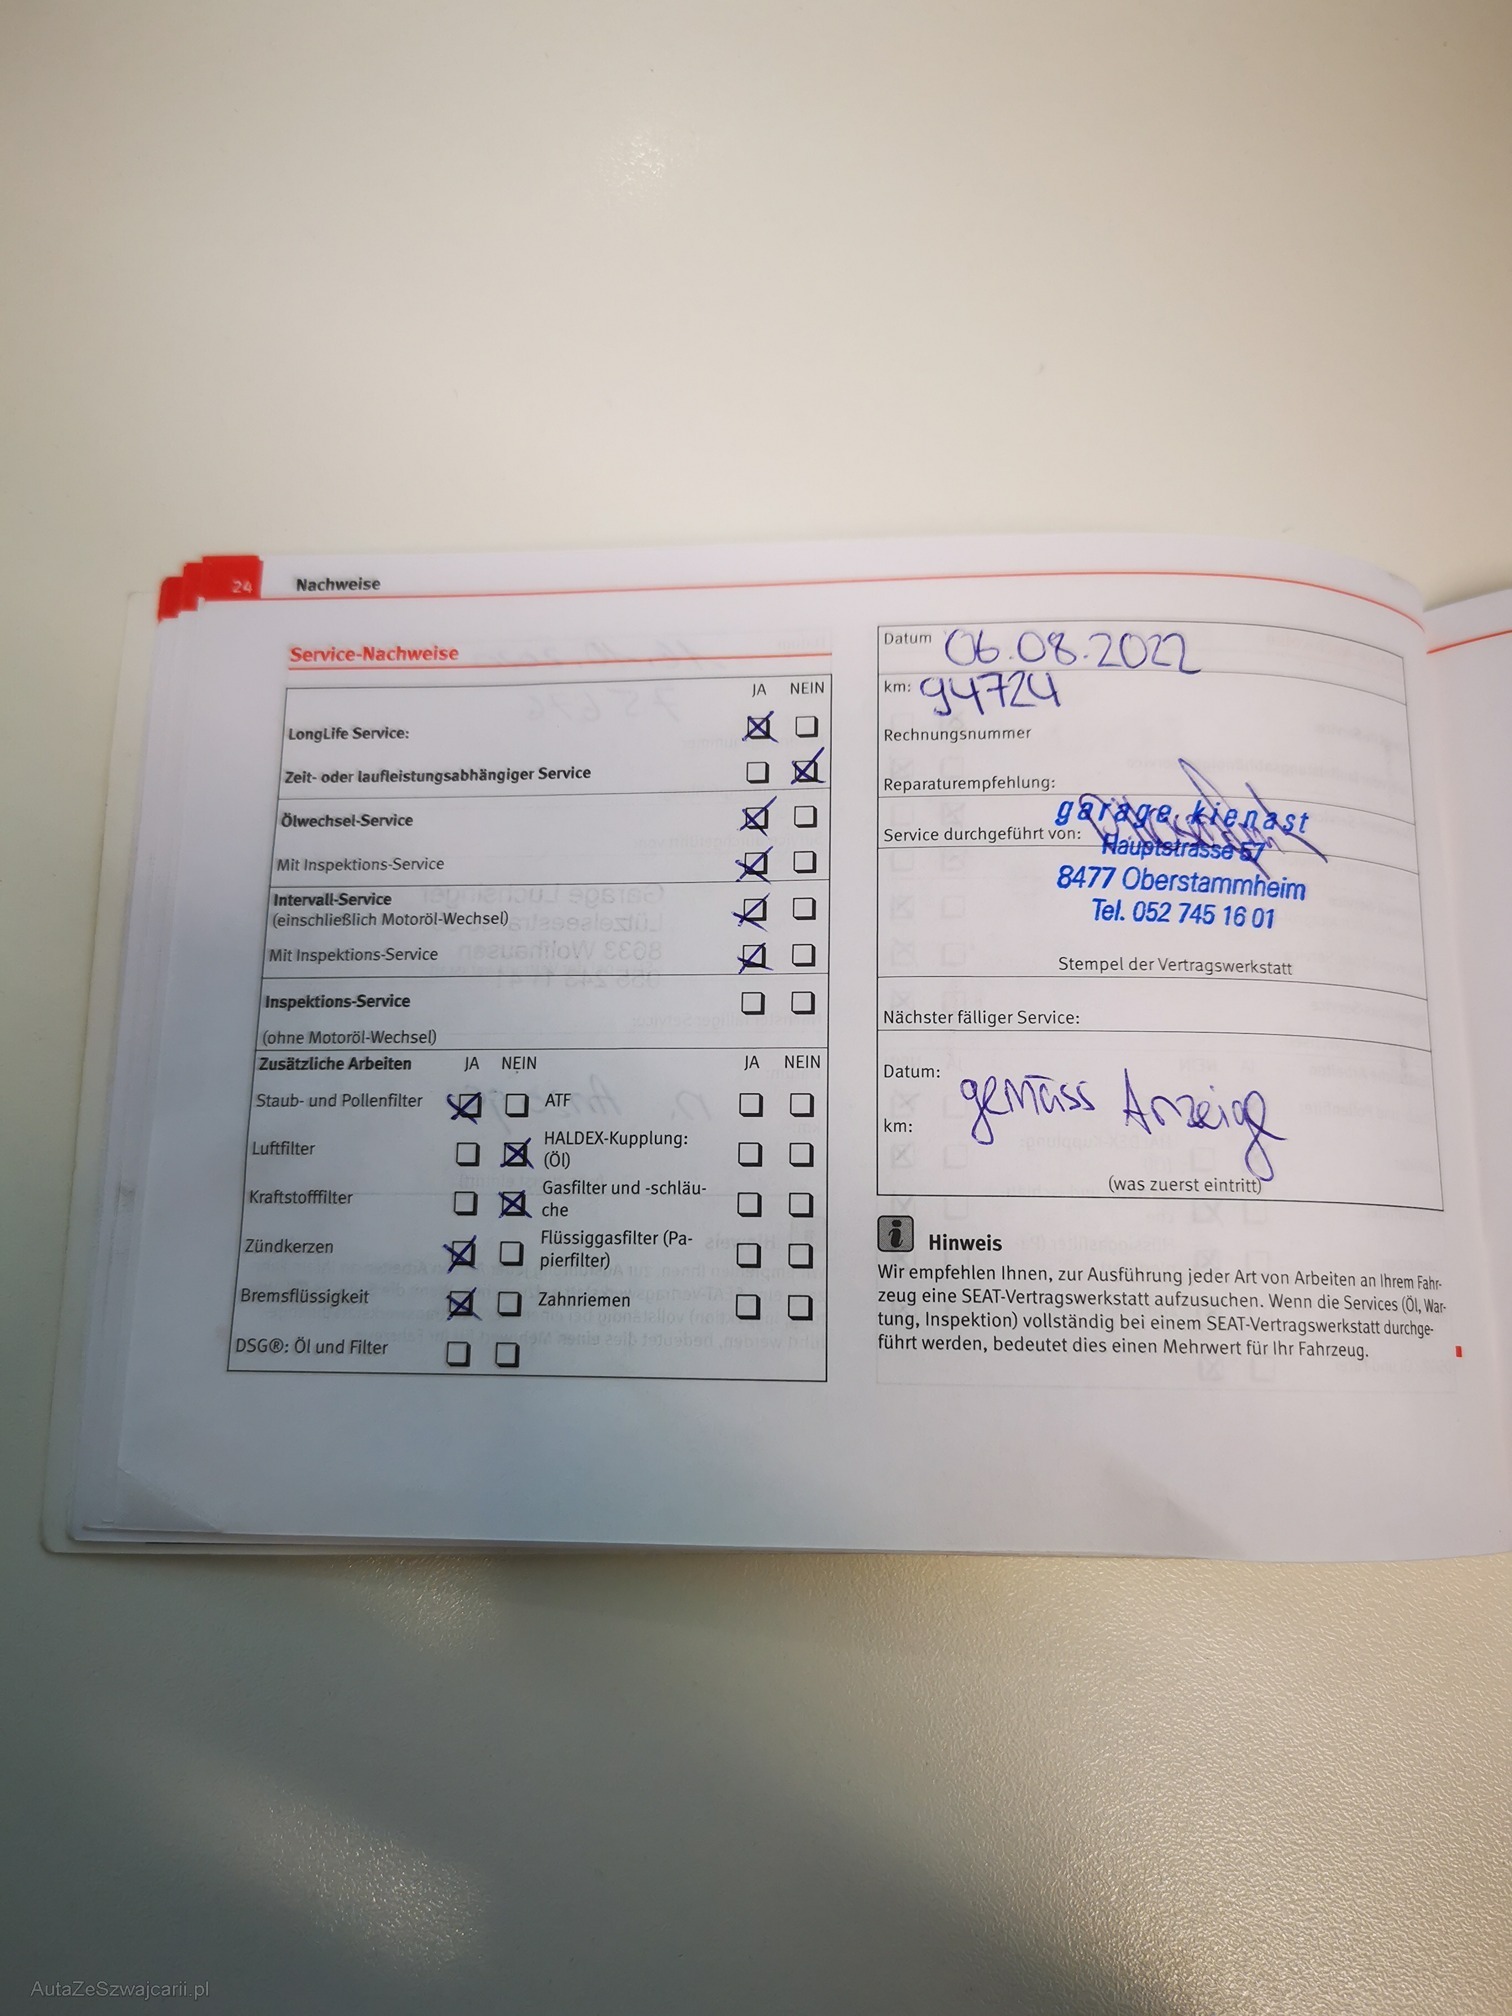 24 Nachweise
Service-Nachweise
JA NEIN
LongLife Service:
Zeit- oder laufleistungsabhängiger Service
Ölwechsel-Service
Mit Inspektions-Service
Intervall-Service
(einschließlich Motoröl-Wechsel)
Mit Inspektions-Service
Inspektions-Service
(ohne Motoröl-Wechsel)
Zusätzliche Arbeiten JA NEIN JA NEIN
Staub- und Pollenfilter ATF
Luftfilter HALDEX-Kupplung:
(Öl)
Kraftstofffilter Gasfilter und -schläu-
che
Zündkerzen Flüssiggasfilter (Pa-
pierfilter)
Bremsflüssigkeit Zahnriemen
DSG®: Öl und Filter
Datum 06.08.2022
km: 94724
Rechnungsnummer
Reparaturempfehlung:
Service durchgeführt von:
garage kienast
Hauptstrasse 57
8477 Oberstammheim
Tel. 052 745 16 01
Stempel der Vertragswerkstatt
Nächster fälliger Service:
Datum: gemäss Anzeige
km:
(was zuerst eintritt)
i Hinweis
Wir empfehlen Ihnen, zur Ausführung jeder Art von Arbeiten an Ihrem Fahr-
zeug eine SEAT-Vertragswerkstatt aufzusuchen. Wenn die Services (Öl, War-
tung, Inspektion) vollständig bei einem SEAT-Vertragswerkstatt durchge-
führt werden, bedeutet dies einen Mehrwert für Ihr Fahrzeug.
AutaZeSzwajcarii.pl